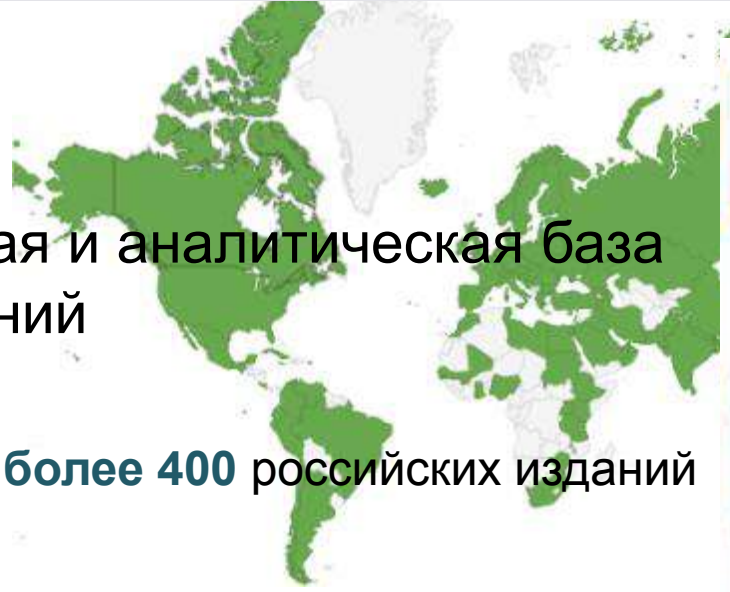 ая и аналитическая база
ний
более 400 российских изданий